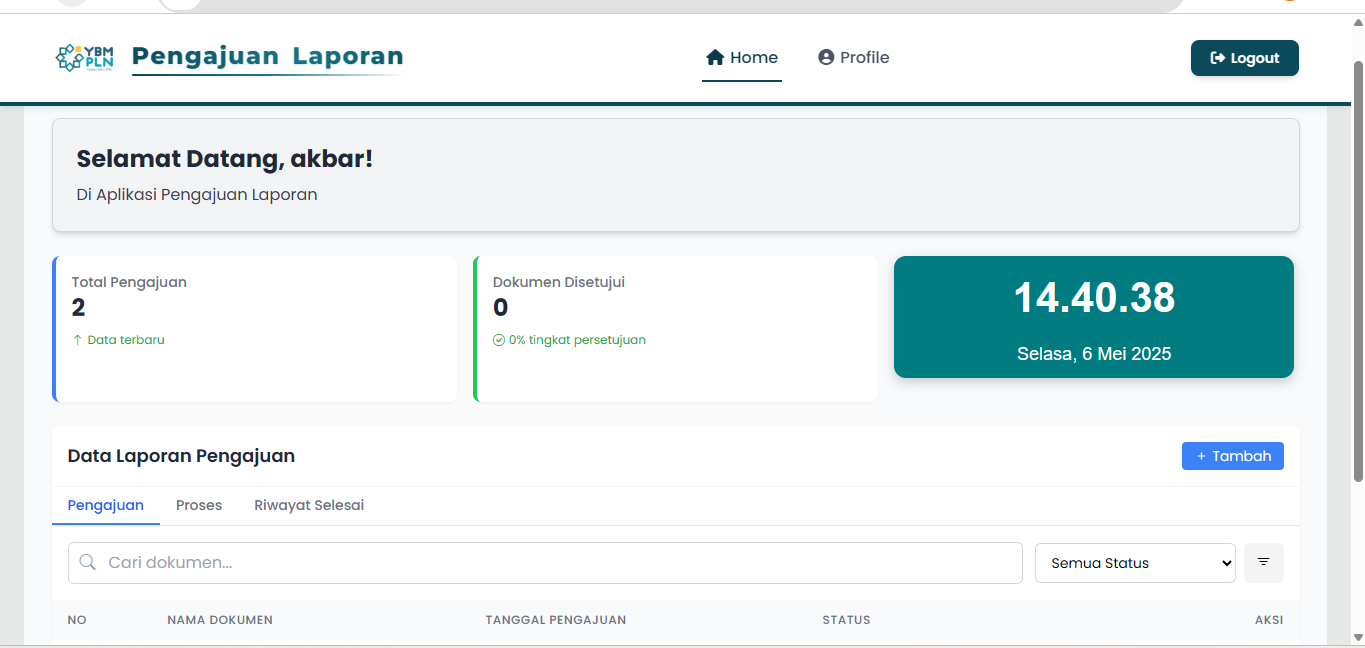 YBM
PLN
Pengajuan Laporan
Home
Profile
Logout
Selamat Datang, akbar!
Di Aplikasi Pengajuan Laporan
Total Pengajuan
2
Data terbaru
Dokumen Disetujui
0
0% tingkat persetujuan
14.40.38
Selasa, 6 Mei 2025
Data Laporan Pengajuan
+ Tambah
Pengajuan
Proses
Riwayat Selesai
Cari dokumen...
Semua Status
NO
NAMA DOKUMEN
TANGGAL PENGAJUAN
STATUS
AKSI